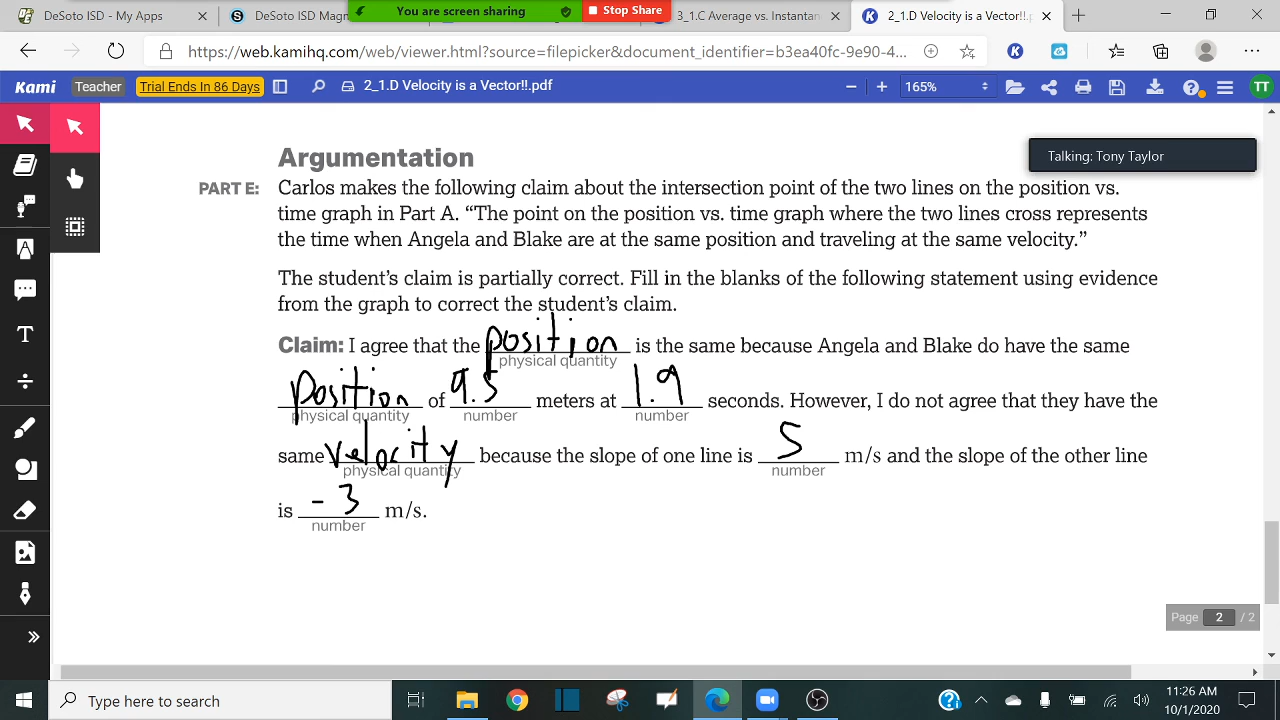 DeSoto ISD - My D
DeSoto ISD Mag
You are screen sharing
Stop Share
3_1.C Average vs. Instantan
2_1.D Velocity is a Vector!!.p
https://web.kamihq.com/web/viewer.html?source=filepicker&document_identifier=b3ea40fc-9e90-4...
Kami Teacher Trial Ends In 86 Days 2_1.D Velocity is a Vector!!.pdf 165% TT
Talking: Tony Taylor
Argumentation
PART E: Carlos makes the following claim about the intersection point of the two lines on the position vs.
time graph in Part A. “The point on the position vs. time graph where the two lines cross represents
the time when Angela and Blake are at the same position and traveling at the same velocity.”
The student’s claim is partially correct. Fill in the blanks of the following statement using evidence
from the graph to correct the student’s claim.
Claim: I agree that the position is the same because Angela and Blake do have the same
physical quantity
position of 9.5 meters at 1.9 seconds. However, I do not agree that they have the
physical quantity number number
same velocity because the slope of one line is 5 m/s and the slope of the other line
physical quantity number
is -3 m/s.
number
Page 2 / 2
Type here to search
11:26 AM
10/1/2020